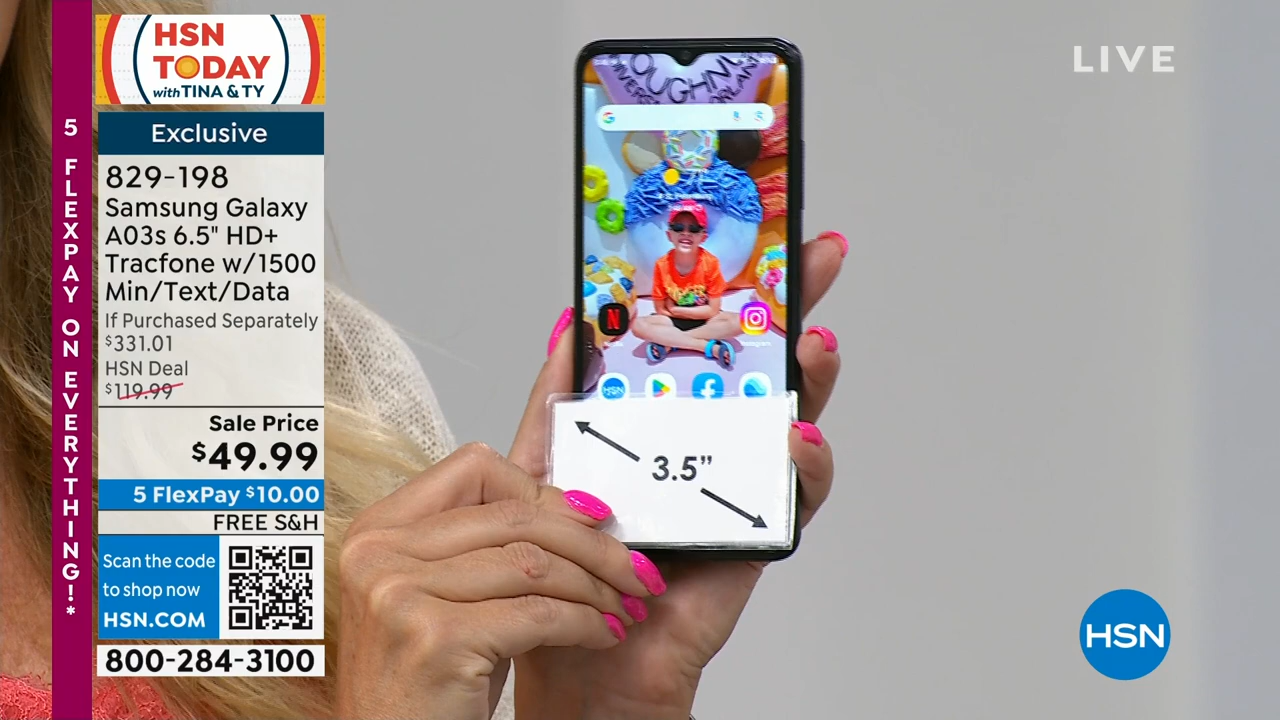 5 FLEXPAY ON EVERYTHING!*
HSN
TODAY
with TINA & TY
Exclusive
829-198
Samsung Galaxy
A03s 6.5" HD+
Tracfone w/1500
Min/Text/Data
If Purchased Separately
$331.01
HSN Deal
$119.99
Sale Price
$49.99
5 FlexPay $10.00
FREE S&H
Scan the code
to shop now
HSN.COM
800-284-3100
LIVE
OUGHN
G
N
HSN
f
3.5”
HSN